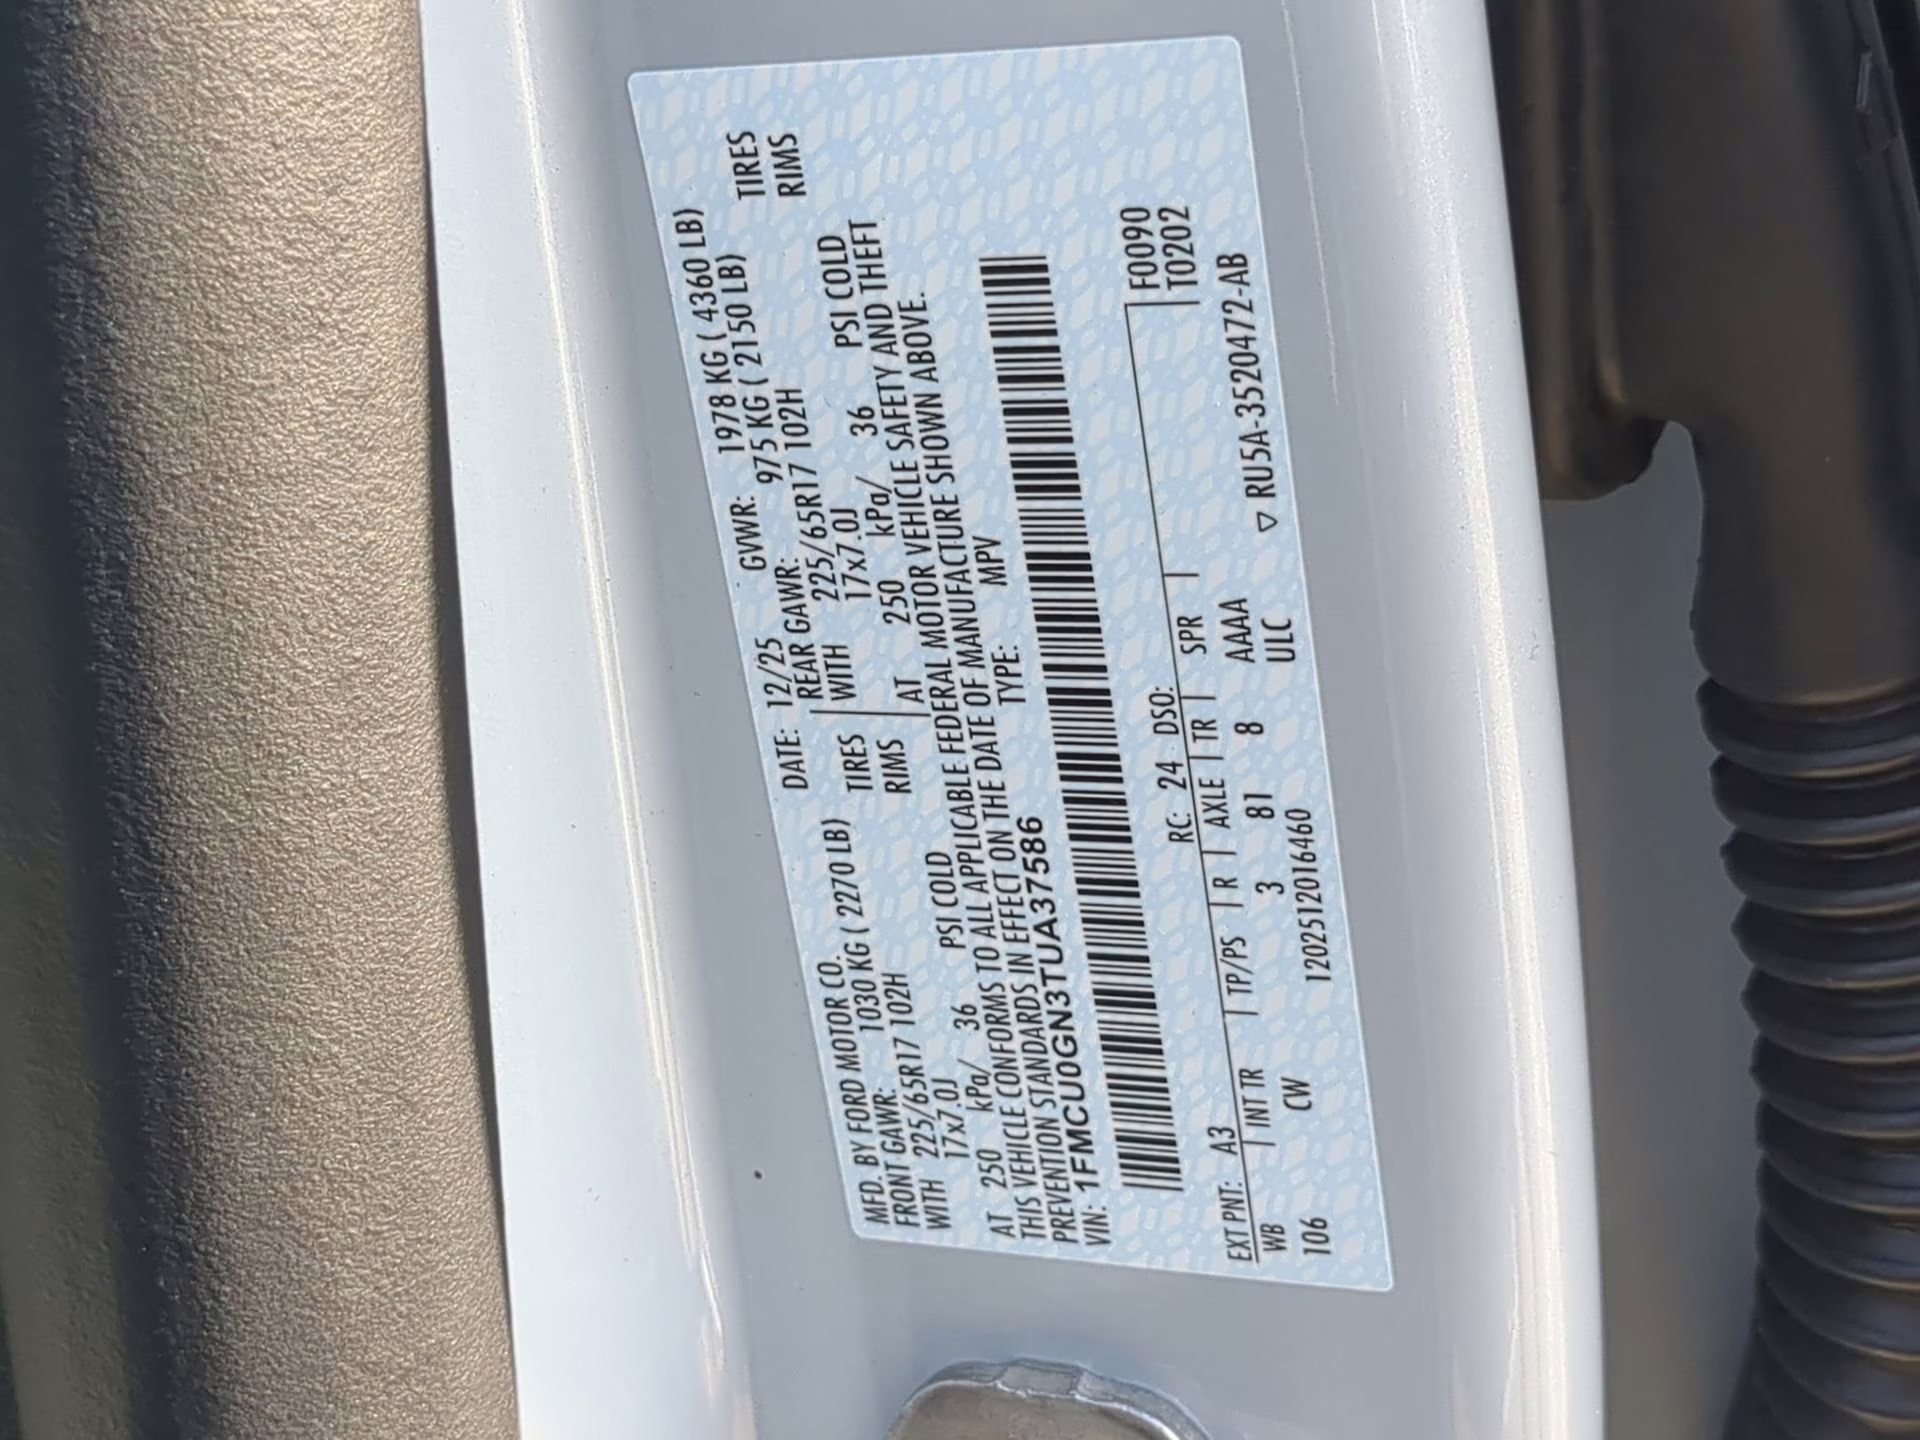 MFD. BY FORD MOTOR CO. DATE: 12/25 GVWR: 1978 KG ( 4360 LB)
FRONT GAWR: 1030 KG ( 2270 LB) REAR GAWR: 975 KG ( 2150 LB)
WITH 225/65R17 102H TIRES WITH 225/65R17 102H TIRES
17x7.0J RIMS 17x7.0J RIMS
AT 250 kPa/ 36 PSI COLD AT 250 kPa/ 36 PSI COLD
THIS VEHICLE CONFORMS TO ALL APPLICABLE FEDERAL MOTOR VEHICLE SAFETY AND THEFT
PREVENTION STANDARDS IN EFFECT ON THE DATE OF MANUFACTURE SHOWN ABOVE.
VIN: 1FMCU0GN3TUA37586 TYPE: MPV
EXT PNT: A3 RC: 24 DSO: F0090
WB INT TR TP/PS R AXLE TR SPR T0202
106 CW 3 81 8 AAAA
1202512016460 ULC ▽ RU5A-3520472-AB